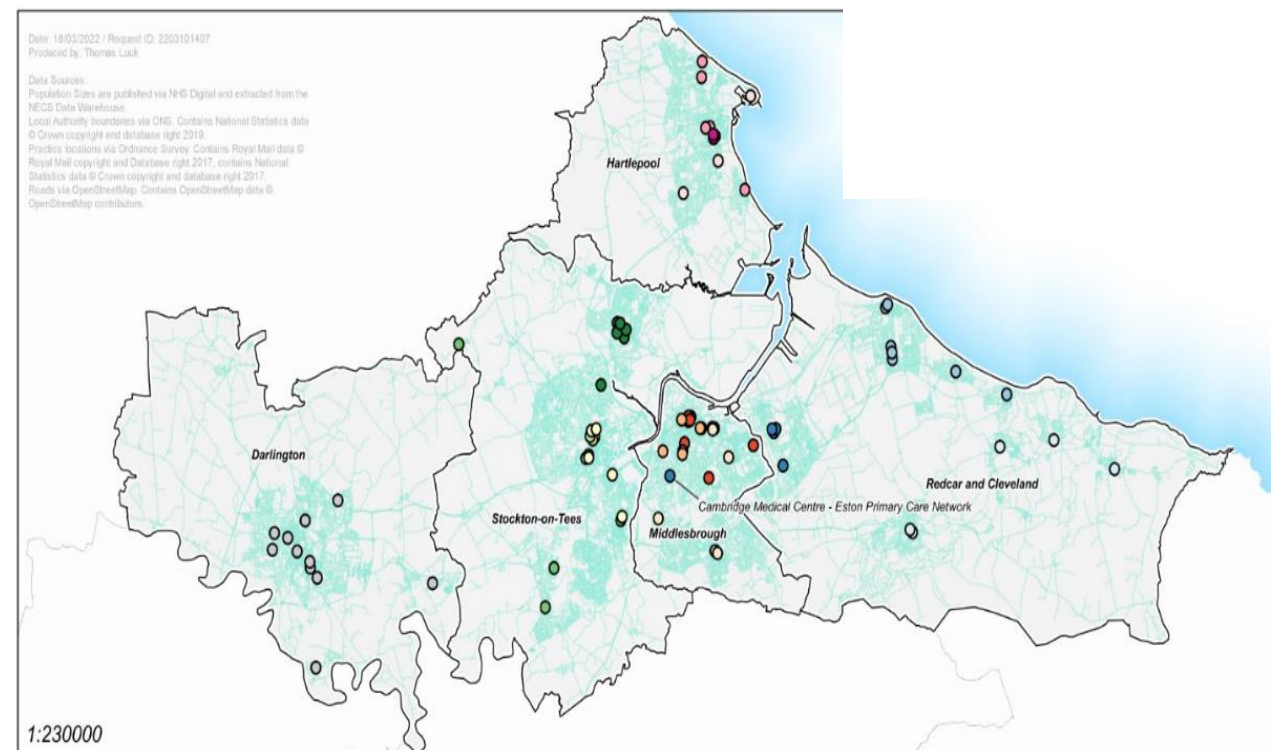 Date: 18/03/2022 / Request ID: 2203101407
Produced by: Thomas Luck
Data Sources:
Population Sizes are published via NHS Digital and extracted from the
NECS Data Warehouse.
Local Authority boundaries via ONS. Contains National Statistics data
© Crown copyright and database right 2019.
Practice locations via Ordnance Survey. Contains Royal Mail data ©
Royal Mail copyright and Database right 2017, contains National
Statistics data © Crown copyright and database right 2017.
Roads via OpenStreetMap. Contains OpenStreetMap data ©
OpenStreetMap contributors.
Hartlepool
Darlington
Stockton-on-Tees
Redcar and Cleveland
Cambridge Medical Centre - Eston Primary Care Network
Middlesbrough
1:230000